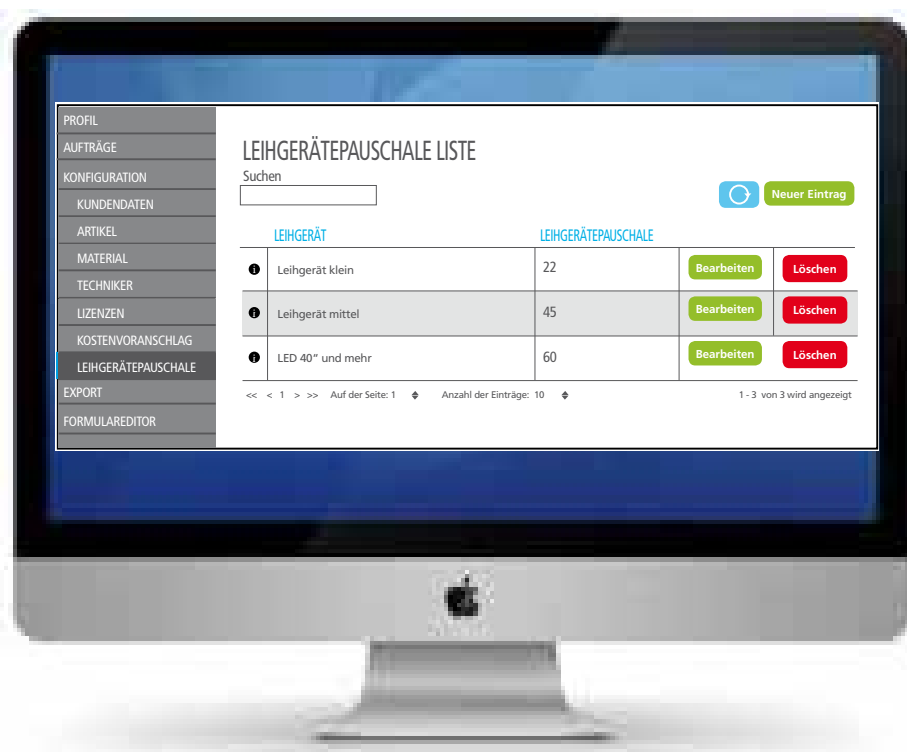 PROFIL
AUFTRÄGE
KONFIGURATION
KUNDENDATEN
ARTIKEL
MATERIAL
TECHNIKER
LIZENZEN
KOSTENVORANSCHLAG
LEIHGERÄTEPAUSCHALE
EXPORT
FORMULAREDITOR
LEIHGERÄTEPAUSCHALE LISTE
Suchen
Neuer Eintrag
LEIHGERÄT LEIHGERÄTEPAUSCHALE
Leihgerät klein 22 Bearbeiten Löschen
Leihgerät mittel 45 Bearbeiten Löschen
LED 40“ und mehr 60 Bearbeiten Löschen
<< < 1 > >> Auf der Seite: 1 Anzahl der Einträge: 10 1 - 3 von 3 wird angezeigt